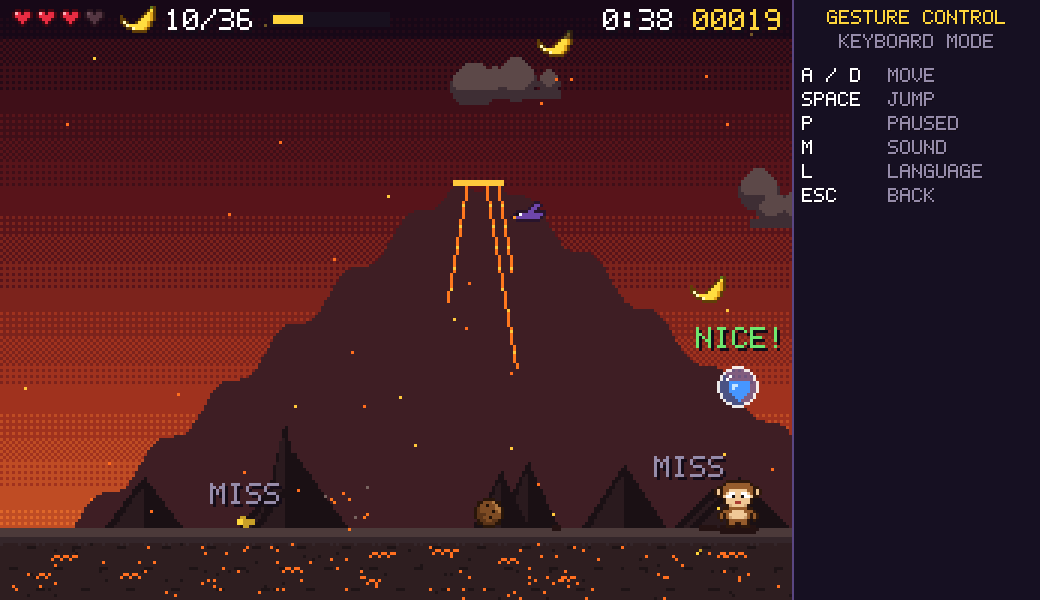 10/36
0:38 00019
NICE!
MISS
MISS
GESTURE CONTROL
KEYBOARD MODE
A / D MOVE
SPACE JUMP
P PAUSED
M SOUND
L LANGUAGE
ESC BACK